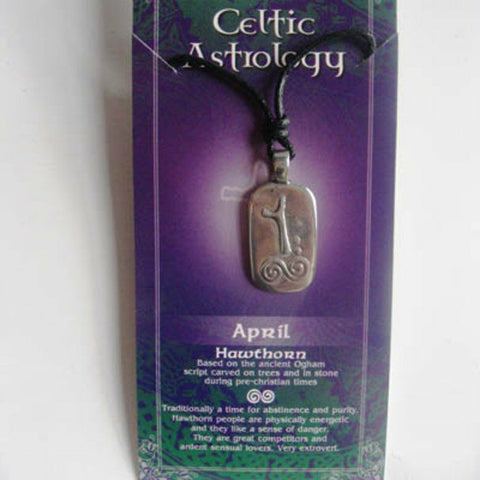 Celtic
Astrology
April
Hawthorn
Based on the ancient Ogham
script carved on trees and in stone
during pre-christian times
Traditionally a time for abstinence and purity.
Hawthorn people are physically energetic
and they like a sense of danger.
They are great competitors and
ardent sensual lovers. Very extrovert.